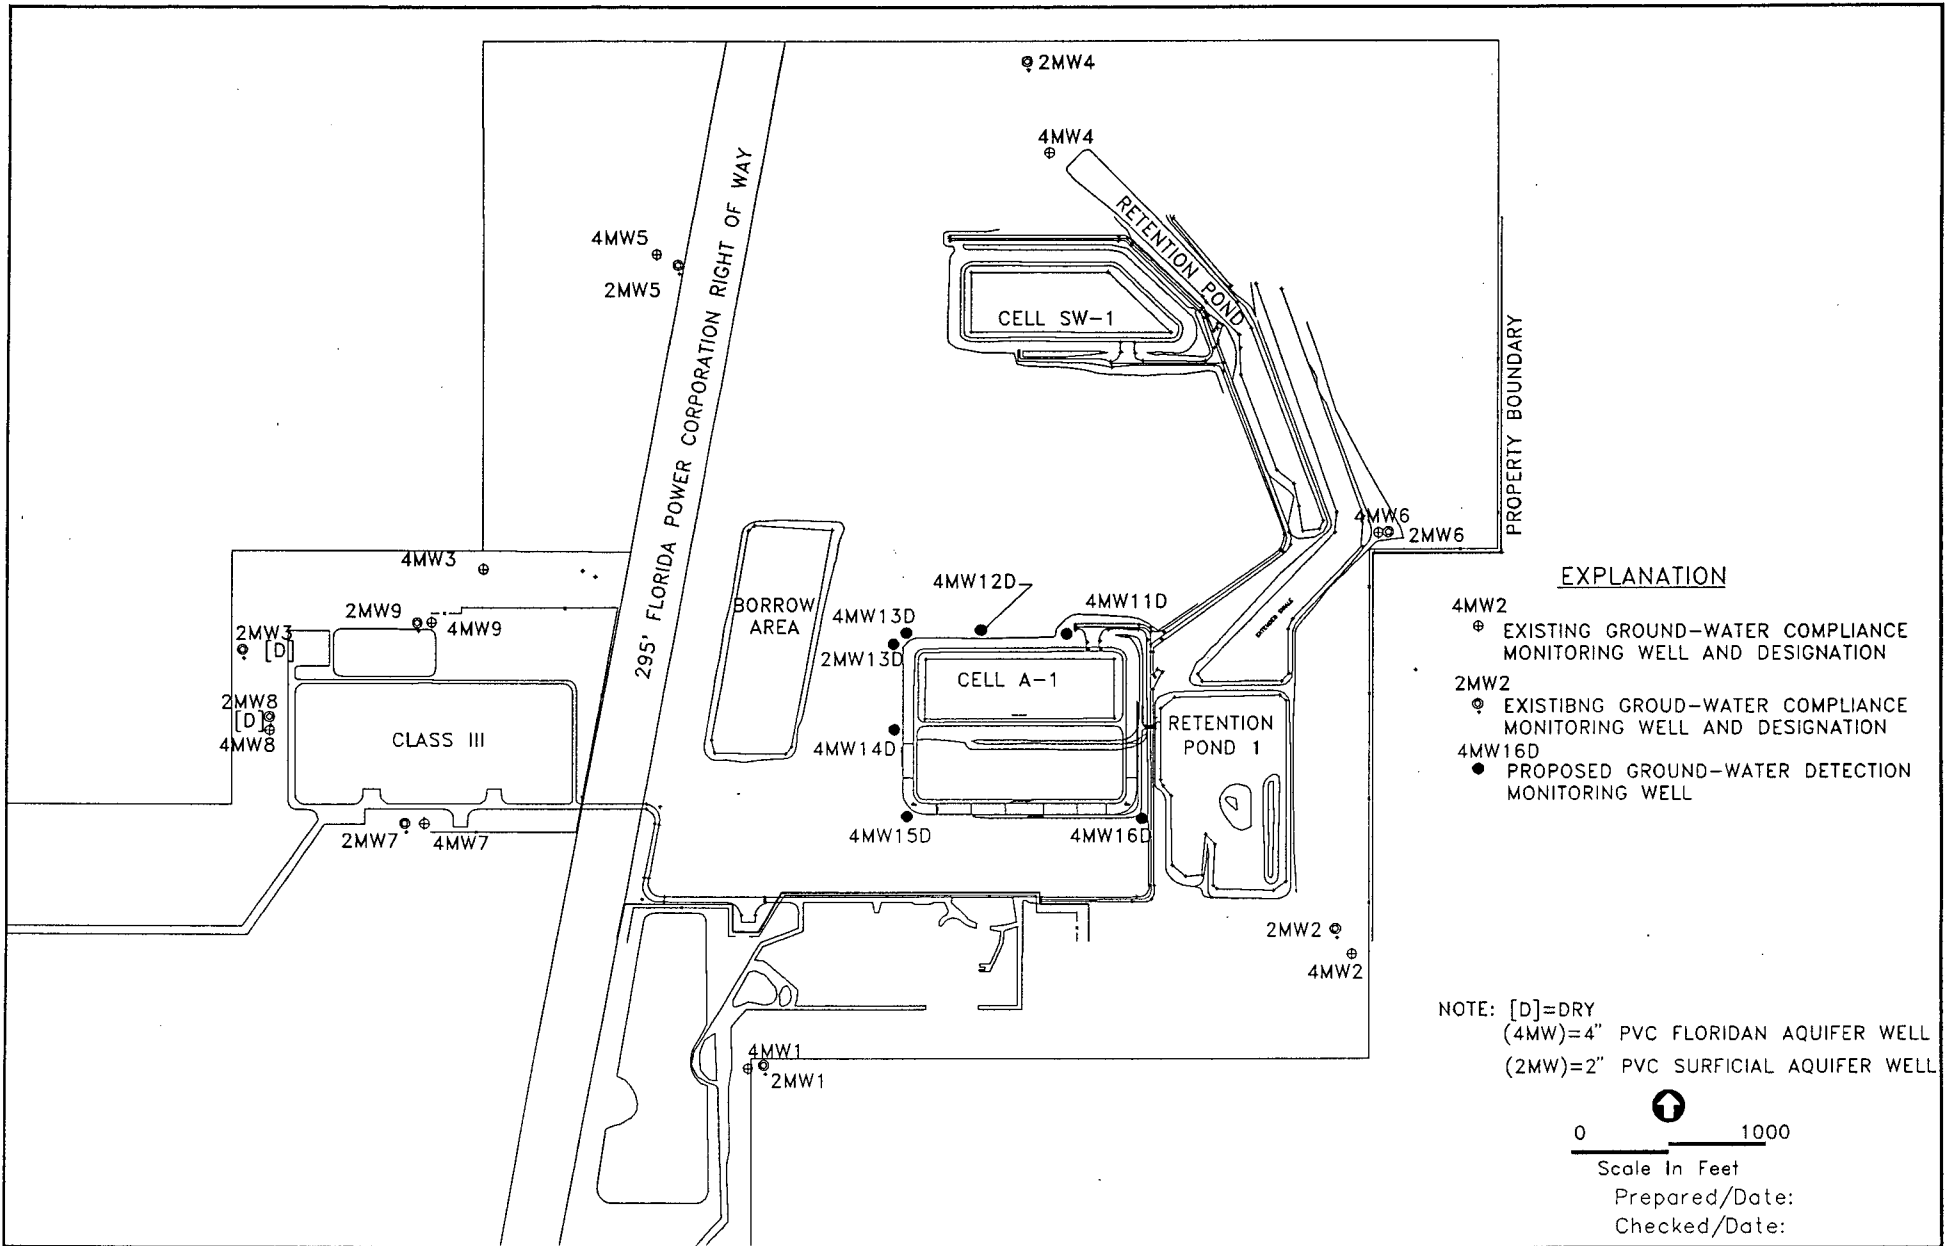 2MW4
4MW4
RETENTION POND
4MW5
2MW5
295' FLORIDA POWER CORPORATION RIGHT OF WAY
CELL SW-1
PROPERTY BOUNDARY
4MW6
2MW6
4MW3
4MW12D
4MW11D
2MW9
4MW9
BORROW
AREA
4MW13D
2MW13D
EXTENDED SWALE
2MW3
[D]
CELL A-1
2MW8
[D]
4MW8
CLASS III
4MW14D
RETENTION
POND 1
4MW15D
4MW16D
2MW7
4MW7
2MW2
4MW2
4MW1
2MW1
EXPLANATION
4MW2
EXISTING GROUND-WATER COMPLIANCE
MONITORING WELL AND DESIGNATION
2MW2
EXISTIBNG GROUD-WATER COMPLIANCE
MONITORING WELL AND DESIGNATION
4MW16D
PROPOSED GROUND-WATER DETECTION
MONITORING WELL
NOTE: [D]=DRY
(4MW)=4" PVC FLORIDAN AQUIFER WELL
(2MW)=2" PVC SURFICIAL AQUIFER WELL
0 1000
Scale In Feet
Prepared/Date:
Checked/Date: